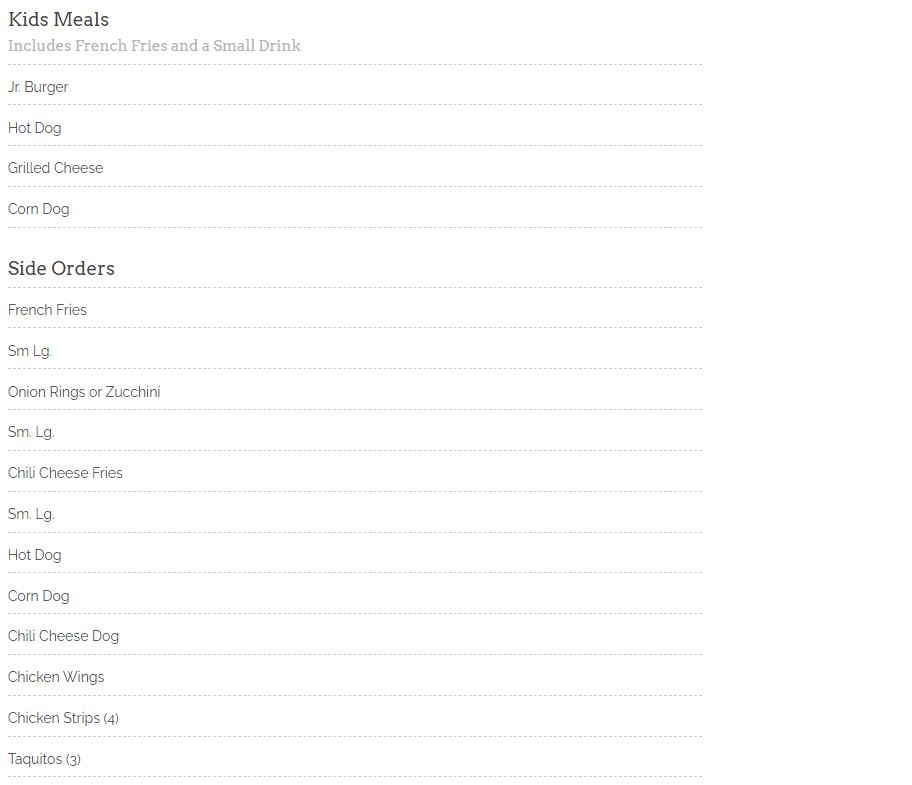 Kids Meals
Includes French Fries and a Small Drink
Jr. Burger
Hot Dog
Grilled Cheese
Corn Dog
Side Orders
French Fries
Sm Lg.
Onion Rings or Zucchini
Sm. Lg.
Chili Cheese Fries
Sm. Lg.
Hot Dog
Corn Dog
Chili Cheese Dog
Chicken Wings
Chicken Strips (4)
Taquitos (3)